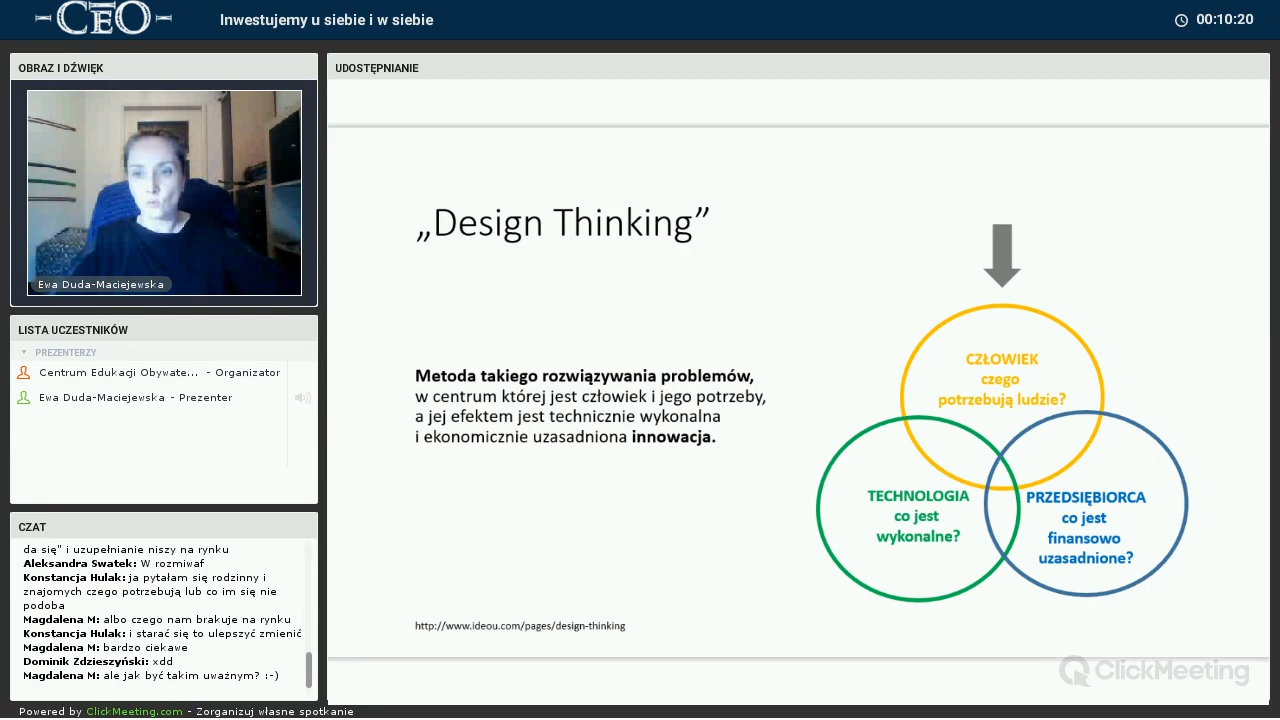 CEO
Inwestujemy u siebie i w siebie
00:10:20
OBRAZ I DŹWIĘK
Ewa Duda-Maciejewska
LISTA UCZESTNIKÓW
PREZENTERZY
Centrum Edukacji Obywate... - Organizator
Ewa Duda-Maciejewska - Prezenter
CZAT
da się" i uzupełnianie niszy na rynku
Aleksandra Swatek: W rozmiwaf
Konstancja Hulak: ja pytałam się rodzinny i
znajomych czego potrzebują lub co im się nie
podoba
Magdalena M: albo czego nam brakuje na rynku
Konstancja Hulak: i starać się to ulepszyć zmienić
Magdalena M: bardzo ciekawe
Dominik Zdzieszyński: xdd
Magdalena M: ale jak być takim uważnym? :-)
Powered by ClickMeeting.com - Zorganizuj własne spotkanie
UDOSTĘPNIANIE
„Design Thinking”
Metoda takiego rozwiązywania problemów,
w centrum której jest człowiek i jego potrzeby,
a jej efektem jest technicznie wykonalna
i ekonomicznie uzasadniona innowacja.
CZŁOWIEK
czego
potrzebują ludzie?
TECHNOLOGIA
co jest
wykonalne?
PRZEDSIĘBIORCA
co jest
finansowo
uzasadnione?
http://www.ideou.com/pages/design-thinking
ClickMeeting